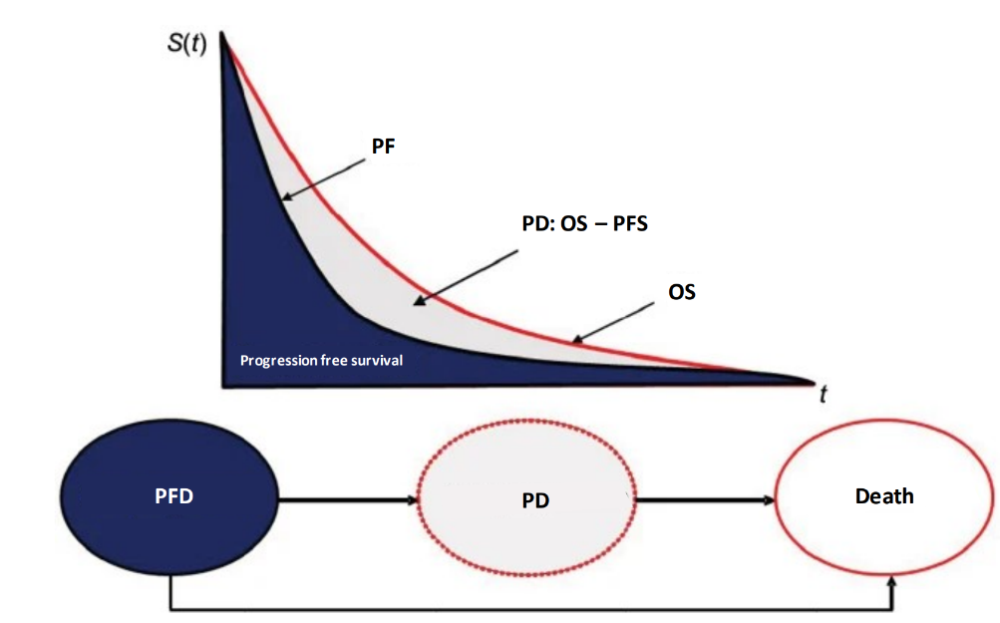 S(t)
PF
PD: OS – PFS
OS
Progression free survival
t
PFD
PD
Death